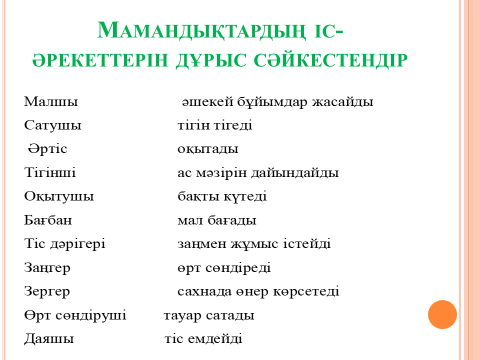 МАМАНДЫҚТАРДЫҢ ІС-
ӘРЕКЕТТЕРІН ДҰРЫС СӘЙКЕСТЕНДІР
Малшы әшекей бұйымдар жасайды
Сатушы тігін тігеді
Әртіс оқытады
Тігінші ас мәзірін дайындайды
Оқытушы бақты күтеді
Бағбан мал бағады
Тіс дәрігері заңмен жұмыс істейді
Заңгер өрт сөндіреді
Зергер сахнада өнер көрсетеді
Өрт сөндіруші тауар сатады
Даяшы тіс емдейді